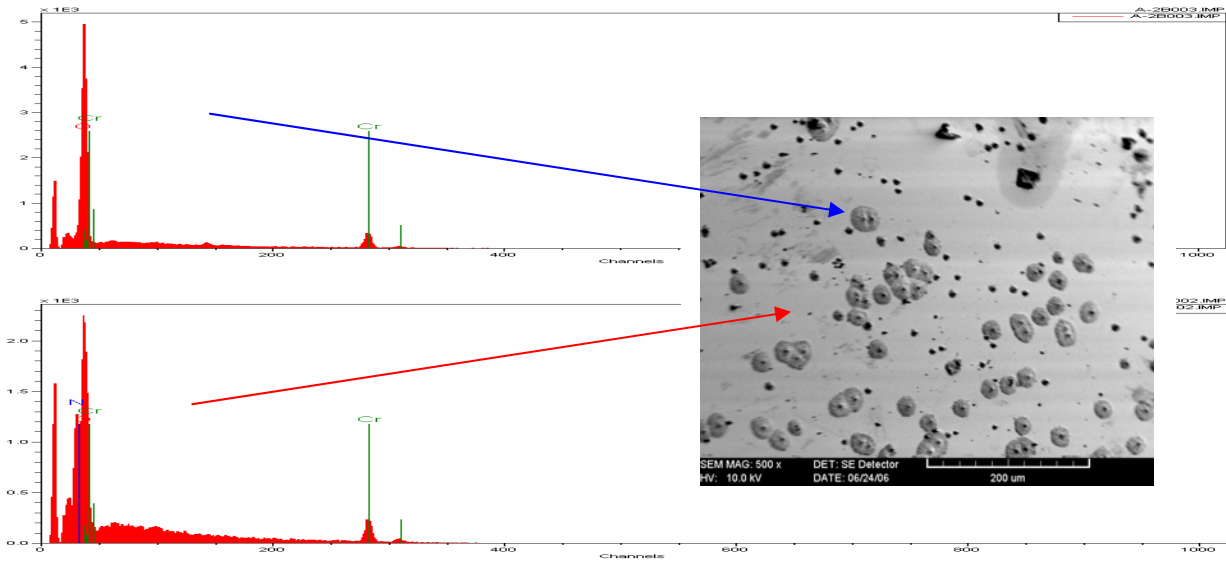 × 1E3
A-2B003.IMP
A-2B003.IMP
5
4
3
2
1
0
Cr
O
Cr
0
200
400
1000
Channels
× 1E3
002.IMP
02.IMP
2.0
1.5
1.0
0.5
0.0
N
Cr
Cr
0
200
400
600
800
1000
Channels
SEM MAG: 500 x DET: SE Detector
HV: 10.0 kV DATE: 06/24/06 200 um